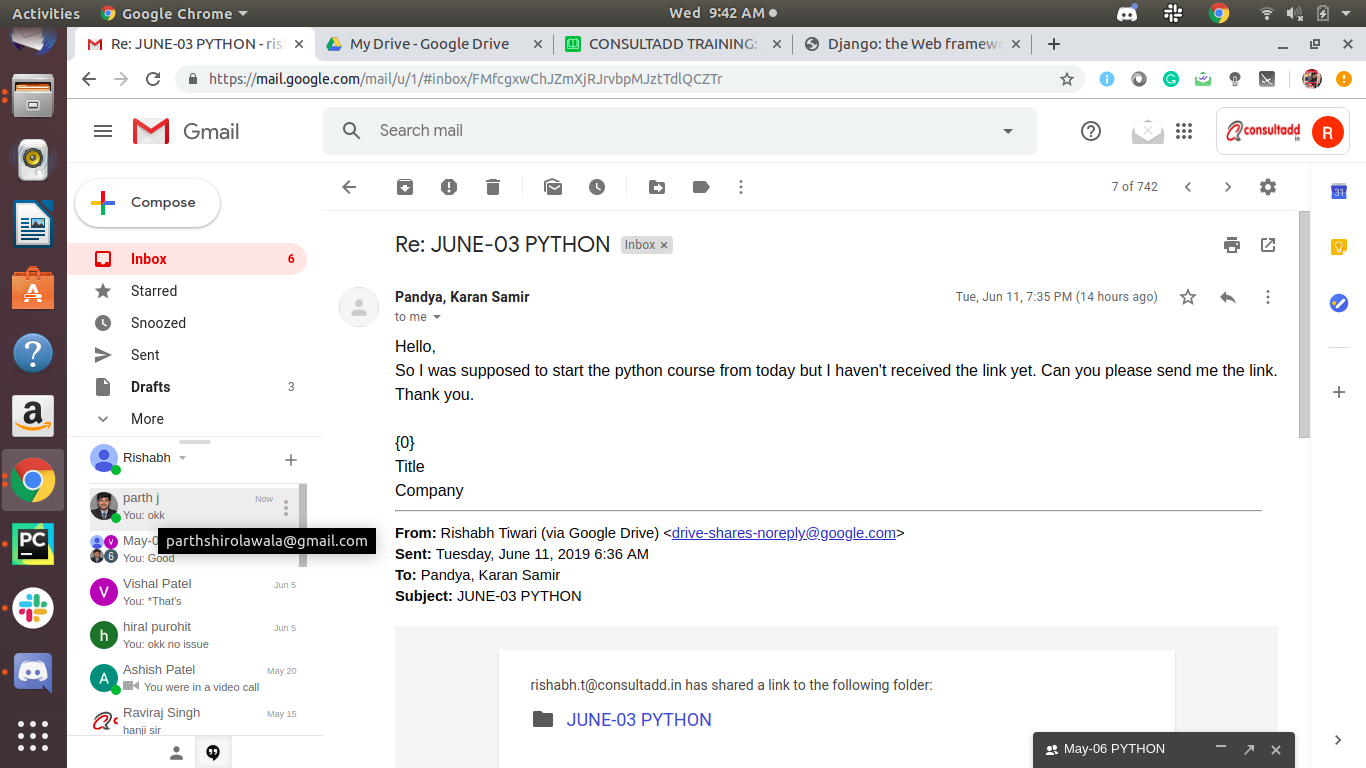 Activities
Google Chrome
Wed 9:42 AM
Re: JUNE-03 PYTHON - ris
My Drive - Google Drive
CONSULTADD TRAINING:
Django: the Web framew
https://mail.google.com/mail/u/1/#inbox/FMfcgxwChJZmXjRJrvbpMJztTdlQCZTr
Gmail
Search mail
consultadd
R
Compose
7 of 742
31
Inbox
6
Starred
Snoozed
Sent
Drafts
3
More
Re: JUNE-03 PYTHON
Inbox
Pandya, Karan Samir
Tue, Jun 11, 7:35 PM (14 hours ago)
to me
Hello,
So I was supposed to start the python course from today but I haven't received the link yet. Can you please send me the link.
Thank you.
{0}
Title
Company
From: Rishabh Tiwari (via Google Drive) <drive-shares-noreply@google.com>
Sent: Tuesday, June 11, 2019 6:36 AM
To: Pandya, Karan Samir
Subject: JUNE-03 PYTHON
rishabh.t@consultadd.in has shared a link to the following folder:
JUNE-03 PYTHON
Rishabh
parth j
Now
You: okk
parthshirolawala@gmail.com
May-0
V
6
You: Good
V
Vishal Patel
Jun 5
You: *That's
h
hiral purohit
Jun 5
You: okk no issue
A
Ashish Patel
May 20
You were in a video call
Raviraj Singh
May 15
hanji sir
May-06 PYTHON
PC